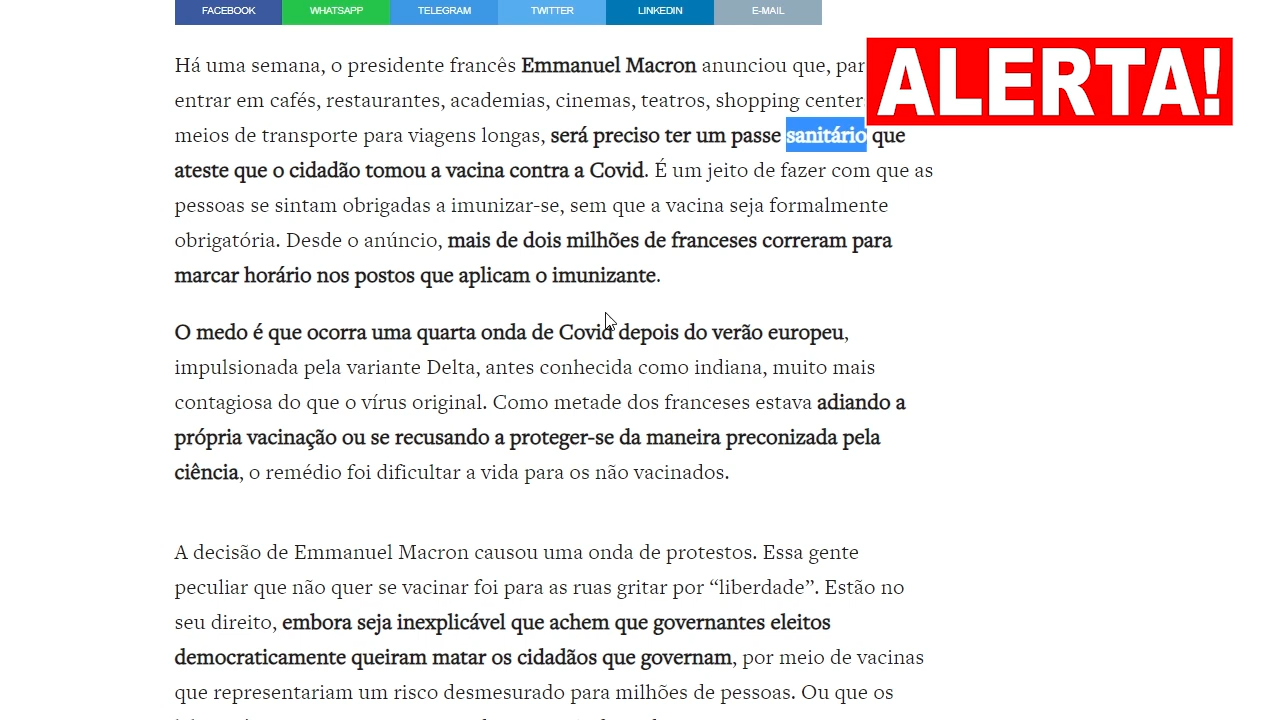 FACEBOOK WHATSAPP TELEGRAM TWITTER LINKEDIN E-MAIL
ALERTA!
Há uma semana, o presidente francês Emmanuel Macron anunciou que, par
entrar em cafés, restaurantes, academias, cinemas, teatros, shopping center
meios de transporte para viagens longas, será preciso ter um passe sanitário que
ateste que o cidadão tomou a vacina contra a Covid. É um jeito de fazer com que as
pessoas se sintam obrigadas a imunizar-se, sem que a vacina seja formalmente
obrigatória. Desde o anúncio, mais de dois milhões de franceses correram para
marcar horário nos postos que aplicam o imunizante.
O medo é que ocorra uma quarta onda de Covid depois do verão europeu,
impulsionada pela variante Delta, antes conhecida como indiana, muito mais
contagiosa do que o vírus original. Como metade dos franceses estava adiando a
própria vacinação ou se recusando a proteger-se da maneira preconizada pela
ciência, o remédio foi dificultar a vida para os não vacinados.
A decisão de Emmanuel Macron causou uma onda de protestos. Essa gente
peculiar que não quer se vacinar foi para as ruas gritar por “liberdade”. Estão no
seu direito, embora seja inexplicável que achem que governantes eleitos
democraticamente queiram matar os cidadãos que governam, por meio de vacinas
que representariam um risco desmesurado para milhões de pessoas. Ou que os